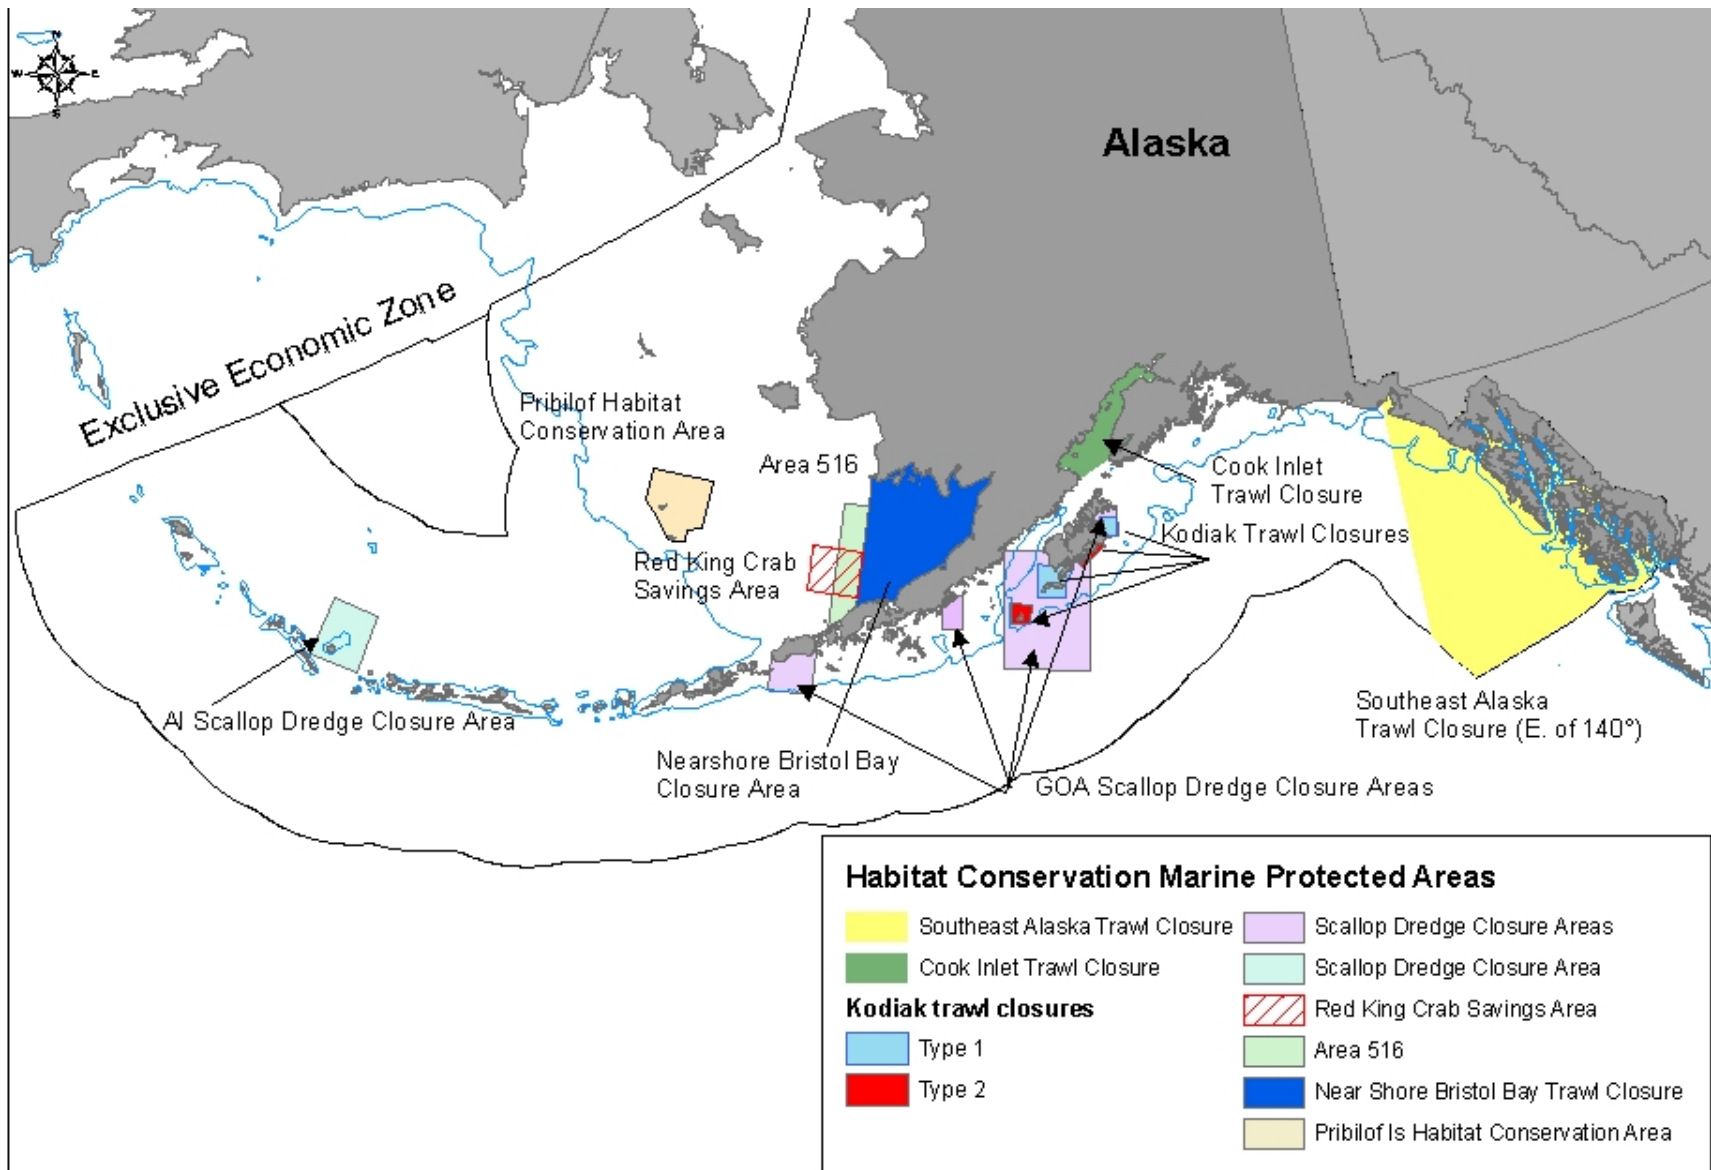 N
W E
S
Alaska
Exclusive Economic Zone
Pribilof Habitat
Conservation Area
Area 516
Cook Inlet
Trawl Closure
Kodiak Trawl Closures
Red King Crab
Savings Area
AI Scallop Dredge Closure Area
Nearshore Bristol Bay
Closure Area
GOA Scallop Dredge Closure Areas
Southeast Alaska
Trawl Closure (E. of 140°)
Habitat Conservation Marine Protected Areas
Southeast Alaska Trawl Closure
Cook Inlet Trawl Closure
Kodiak trawl closures
Type 1
Type 2
Scallop Dredge Closure Areas
Scallop Dredge Closure Area
Red King Crab Savings Area
Area 516
Near Shore Bristol Bay Trawl Closure
Pribilof Is Habitat Conservation Area